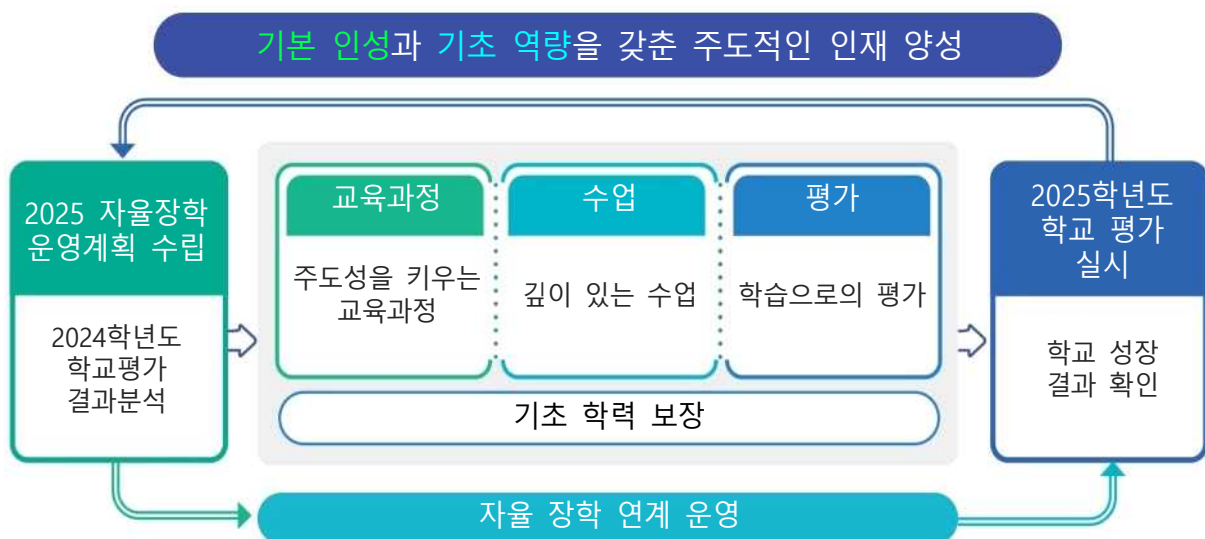 기본 인성과 기초 역량을 갖춘 주도적인 인재 양성
2025 자율장학
운영계획 수립
2024학년도
학교평가
결과분석
교육과정
주도성을 키우는
교육과정
수업
깊이 있는 수업
평가
학습으로의 평가
기초 학력 보장
2025학년도
학교 평가
실시
학교 성장
결과 확인
자율 장학 연계 운영